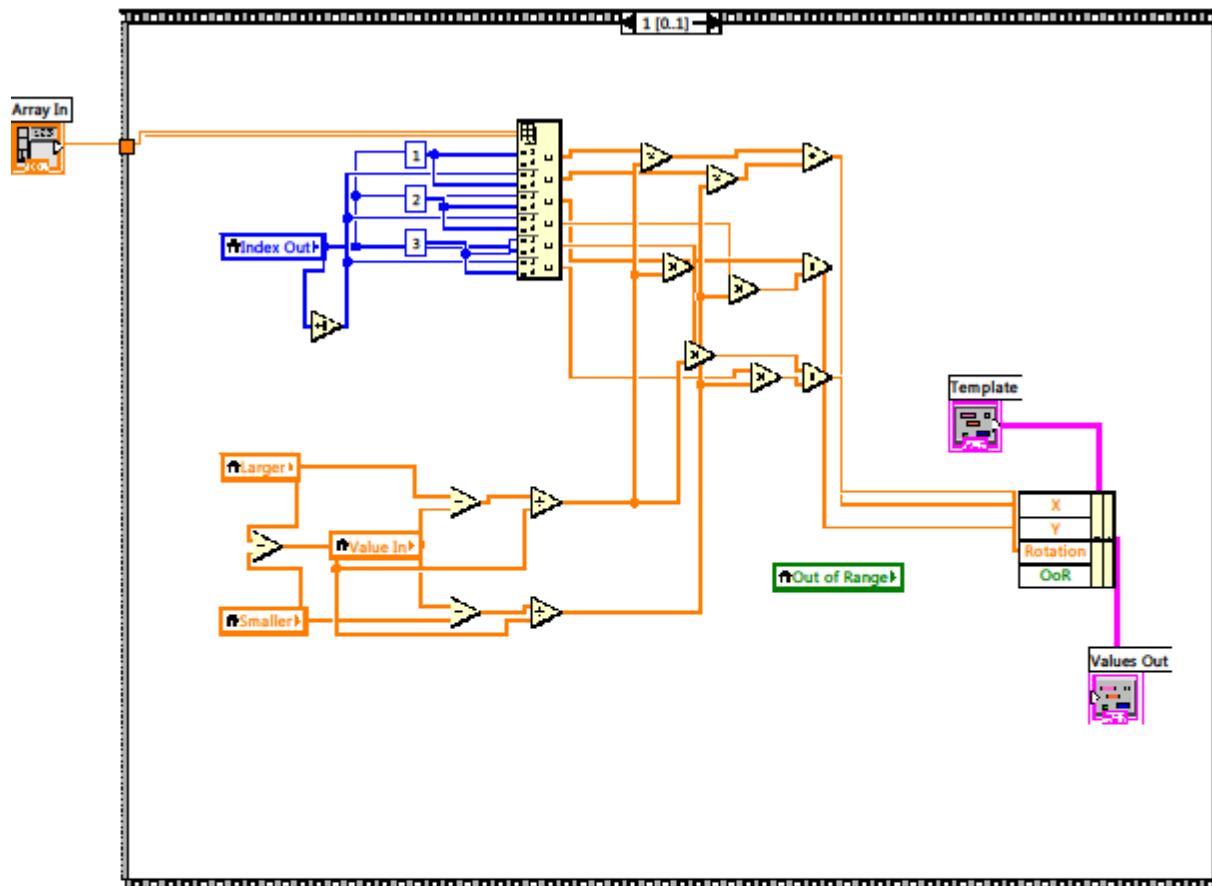 1 [0..1]
Array In
1
2
Index Out
3
Template
Larger
X
Y
Value In
Rotation
OoR
Out of Range
Smaller
Values Out